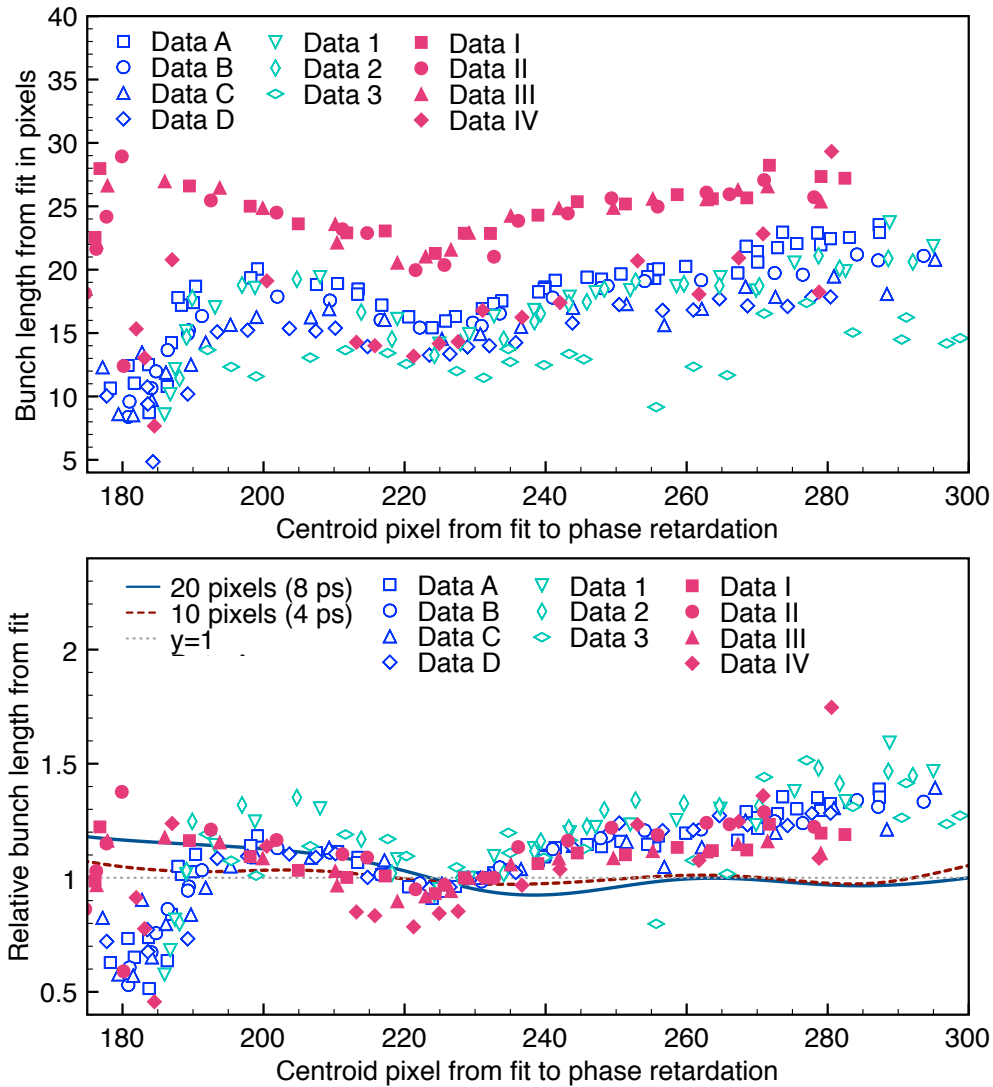 40
35
30
25
20
15
10
5
Bunch length from fit in pixels
Data A
Data B
Data C
Data D
Data 1
Data 2
Data 3
Data I
Data II
Data III
Data IV
180 200 220 240 260 280 300
Centroid pixel from fit to phase retardation
2
1.5
1
0.5
Relative bunch length from fit
20 pixels (8 ps)
10 pixels (4 ps)
y=1
Data A
Data B
Data C
Data D
Data 1
Data 2
Data 3
Data I
Data II
Data III
Data IV
180 200 220 240 260 280 300
Centroid pixel from fit to phase retardation